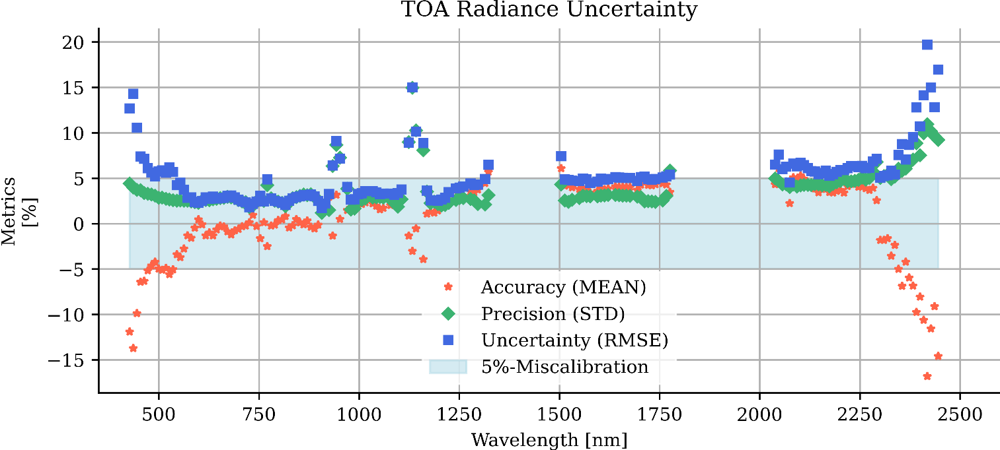 TOA Radiance Uncertainty
20
15
10
5
0
−5
−10
−15
Metrics
[%]
Accuracy (MEAN)
Precision (STD)
Uncertainty (RMSE)
5%-Miscalibration
500 750 1000 1250 1500 1750 2000 2250 2500
Wavelength [nm]